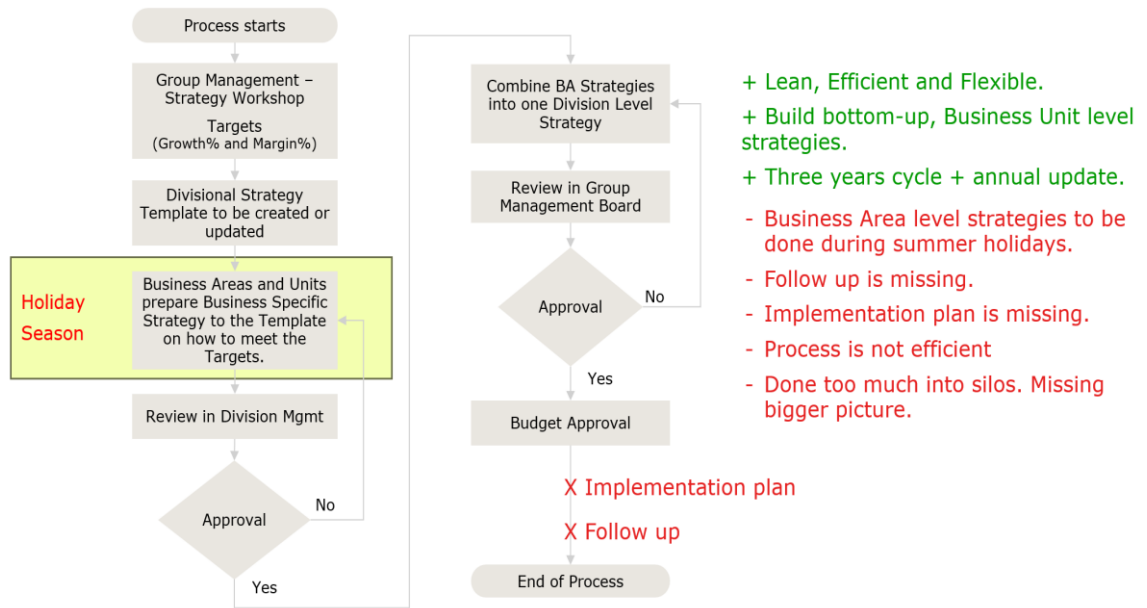 Process starts
Group Management –
Strategy Workshop
Targets
(Growth% and Margin%)
Divisional Strategy
Template to be created or
updated
Holiday
Season
Business Areas and Units
prepare Business Specific
Strategy to the Template
on how to meet the
Targets.
Review in Division Mgmt
Approval
No
Yes
Combine BA Strategies
into one Division Level
Strategy
Review in Group
Management Board
Approval
No
Yes
Budget Approval
X Implementation plan
X Follow up
End of Process
+ Lean, Efficient and Flexible.
+ Build bottom-up, Business Unit level
strategies.
+ Three years cycle + annual update.
- Business Area level strategies to be
done during summer holidays.
- Follow up is missing.
- Implementation plan is missing.
- Process is not efficient
- Done too much into silos. Missing
bigger picture.